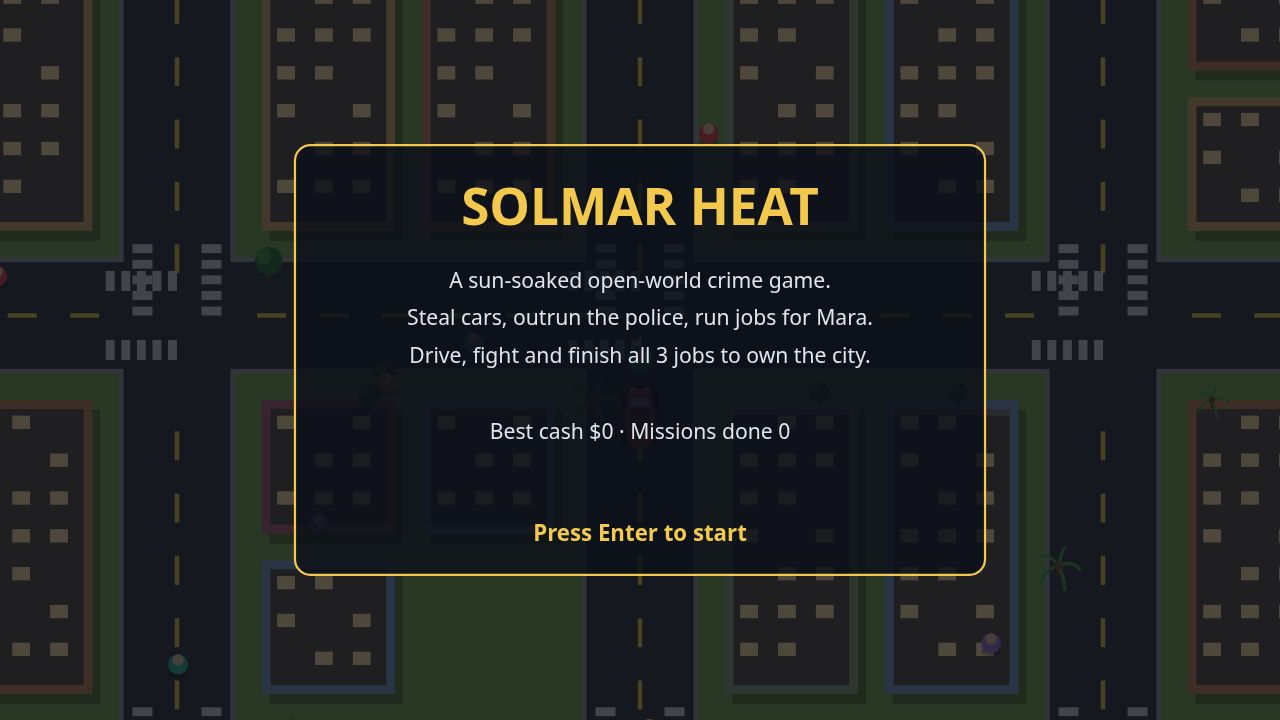 SOLMAR HEAT
A sun-soaked open-world crime game.
Steal cars, outrun the police, run jobs for Mara.
Drive, fight and finish all 3 jobs to own the city.
Best cash $0 · Missions done 0
Press Enter to start